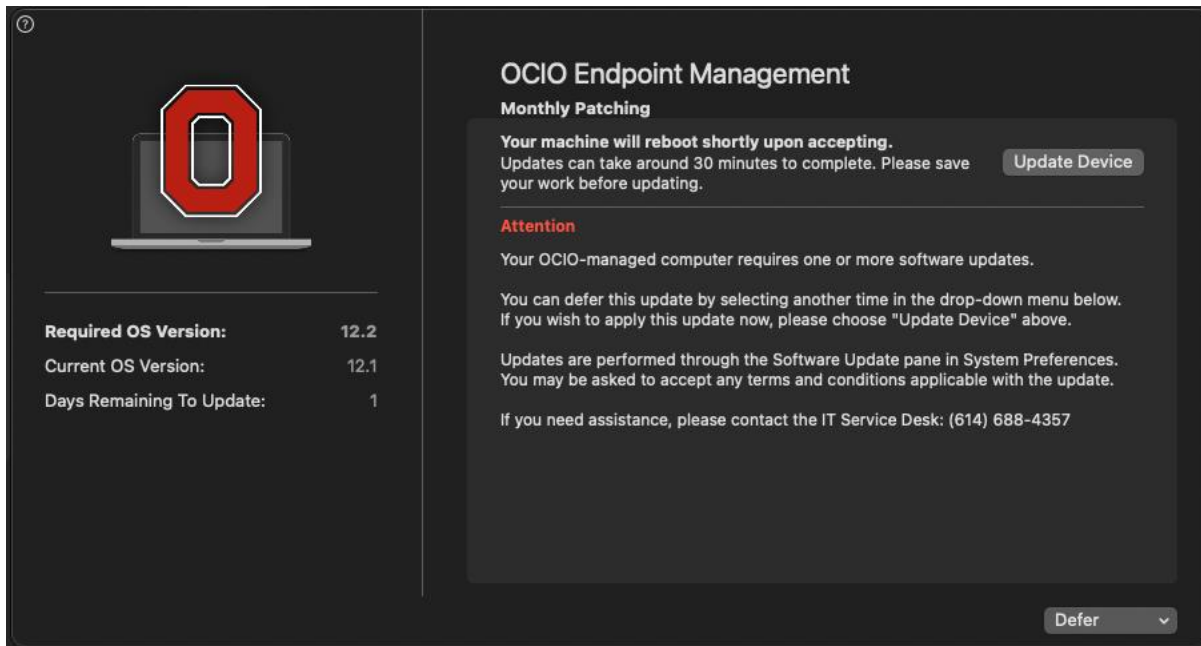 ?
O
Required OS Version: 12.2
Current OS Version: 12.1
Days Remaining To Update: 1
OCIO Endpoint Management
Monthly Patching
Your machine will reboot shortly upon accepting.
Updates can take around 30 minutes to complete. Please save
your work before updating.
Update Device
Attention
Your OCIO-managed computer requires one or more software updates.
You can defer this update by selecting another time in the drop-down menu below.
If you wish to apply this update now, please choose "Update Device" above.
Updates are performed through the Software Update pane in System Preferences.
You may be asked to accept any terms and conditions applicable with the update.
If you need assistance, please contact the IT Service Desk: (614) 688-4357
Defer